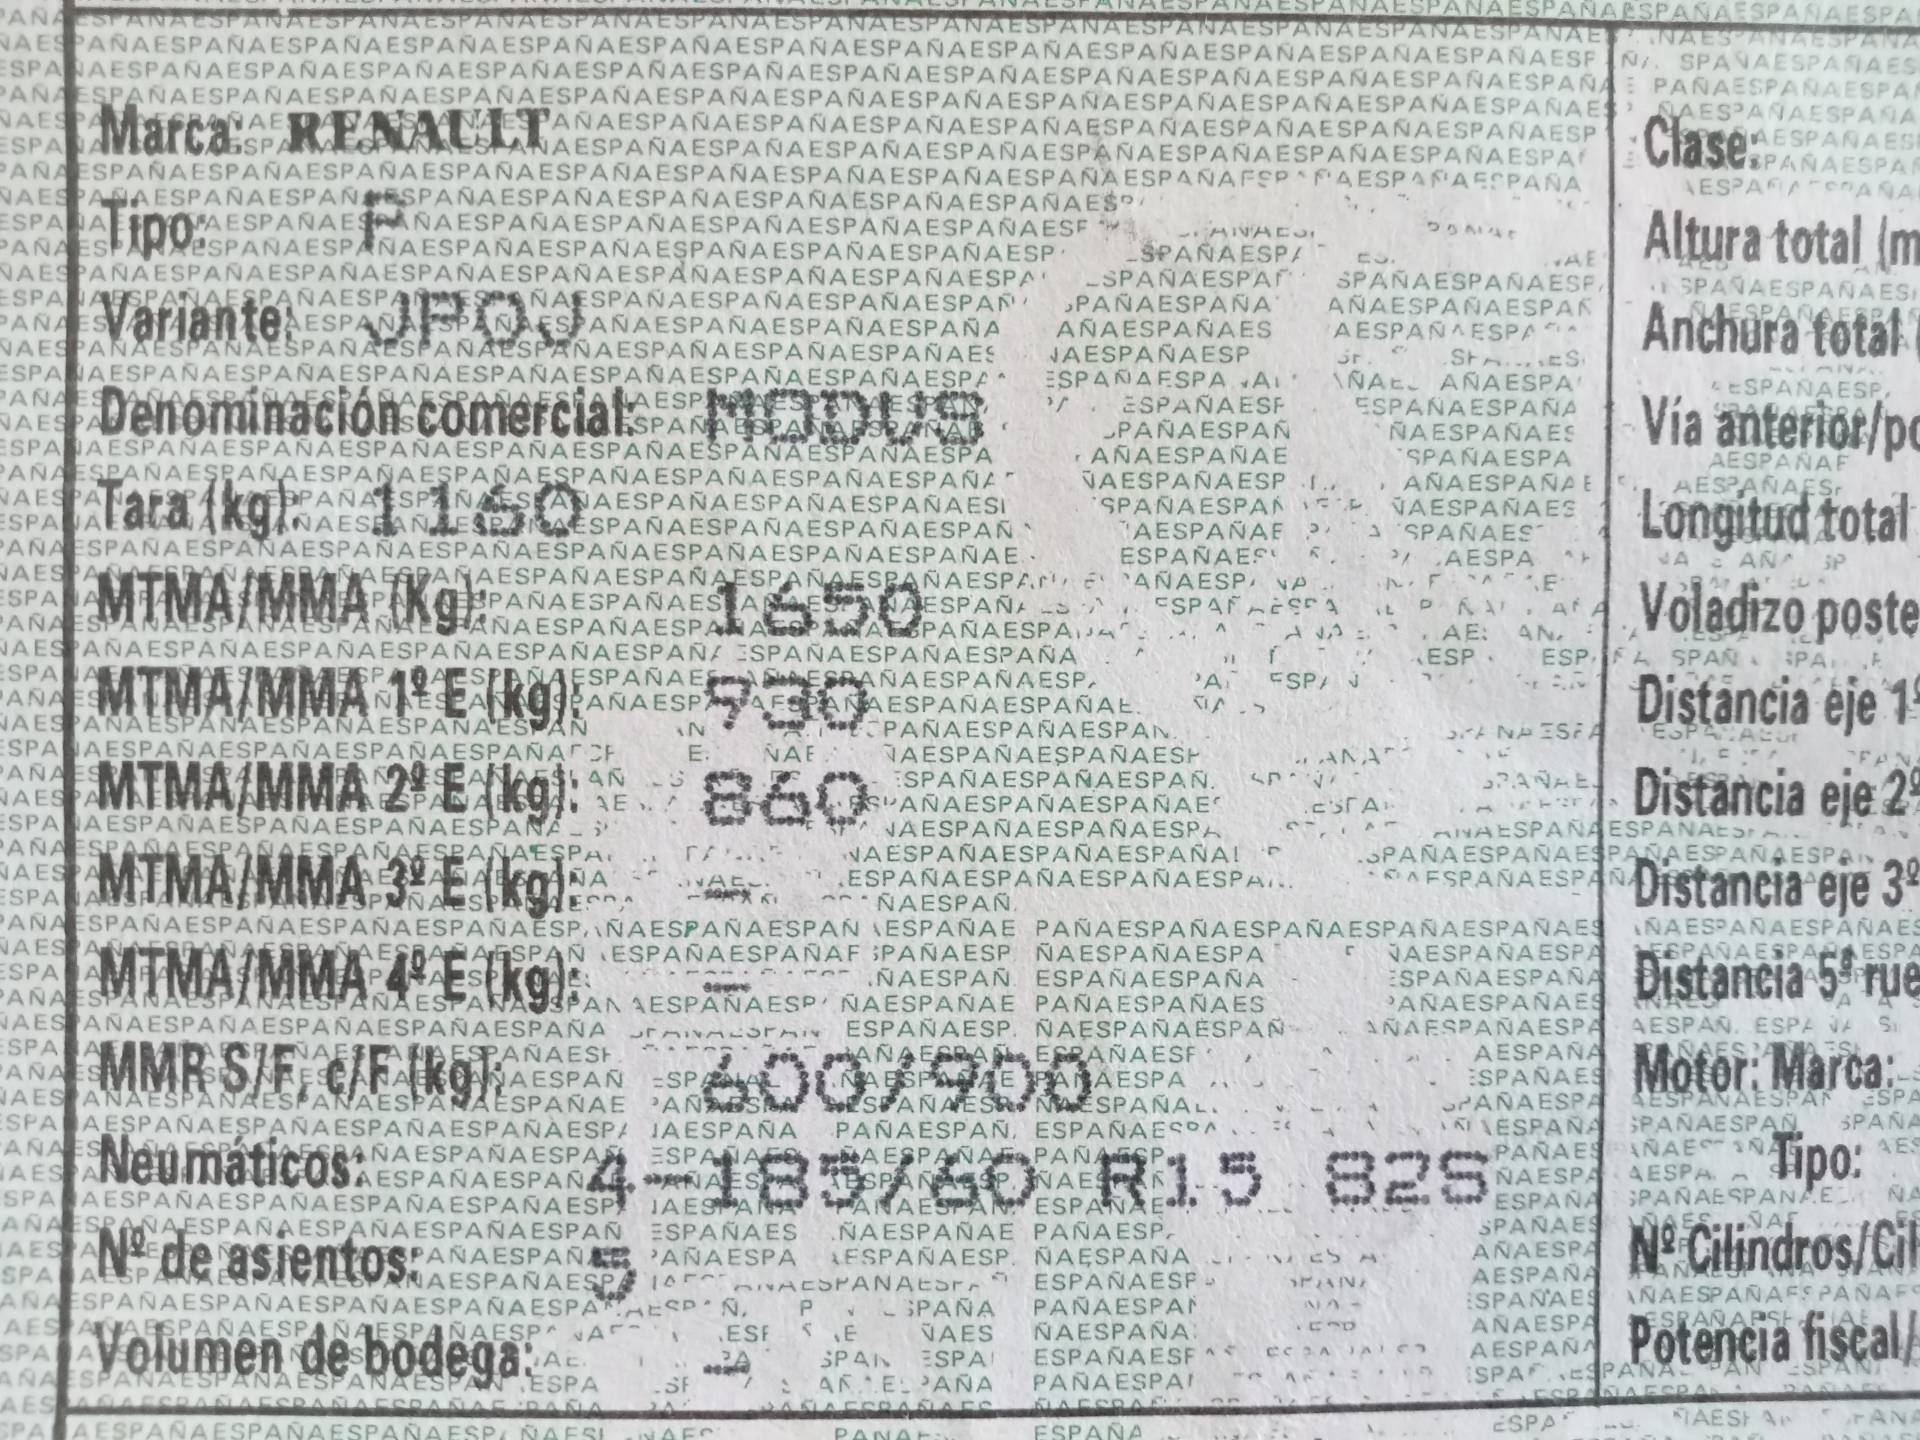 Marca: RENAULT
Tipo: F
Variante: JP0J
Denominación comercial: MODUS
Tara (kg): 1160
MTMA/MMA (Kg): 1650
MTMA/MMA 1º E (kg): 930
MTMA/MMA 2º E (kg): 860
MTMA/MMA 3º E (kg): —
MTMA/MMA 4º E (kg): —
MMR S/F, c/F (kg): 600/900
Neumáticos: 4-185/60 R15 82S
Nº de asientos: 5
Volumen de bodega: —
Clase:
Altura total (m
Anchura total (
Vía anterior/po
Longitud total
Voladizo poste
Distancia eje 1º
Distancia eje 2º
Distancia eje 3º
Distancia 5ª rue
Motor: Marca:
Tipo:
Nº Cilindros/Cil
Potencia fiscal/